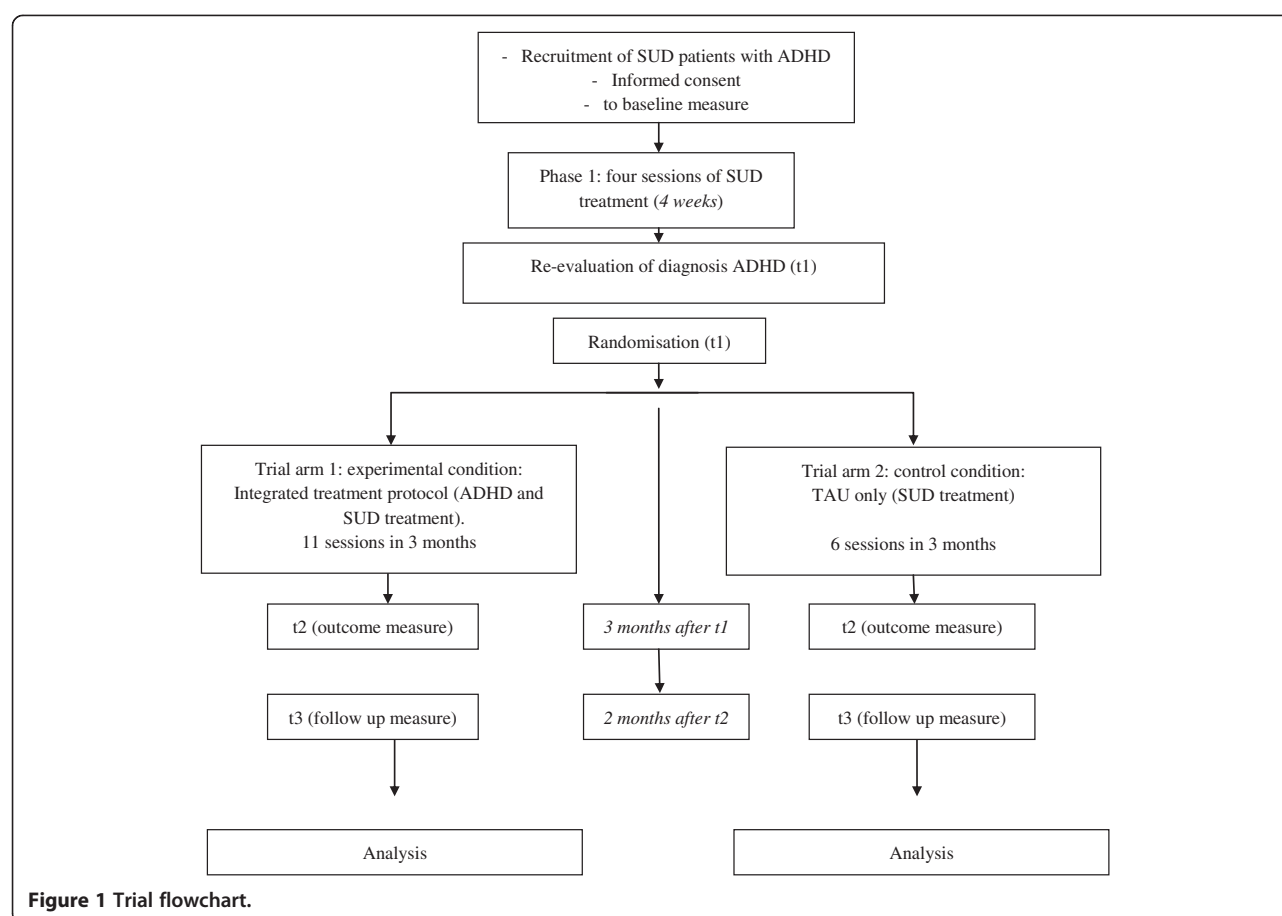 - Recruitment of SUD patients with ADHD
- Informed consent
- to baseline measure
Phase 1: four sessions of SUD
treatment (4 weeks)
Re-evaluation of diagnosis ADHD (t1)
Randomisation (t1)
Trial arm 1: experimental condition:
Integrated treatment protocol (ADHD and
SUD treatment).
11 sessions in 3 months
Trial arm 2: control condition:
TAU only (SUD treatment)
6 sessions in 3 months
t2 (outcome measure)
3 months after t1
t2 (outcome measure)
t3 (follow up measure)
2 months after t2
t3 (follow up measure)
Analysis
Analysis
Figure 1 Trial flowchart.